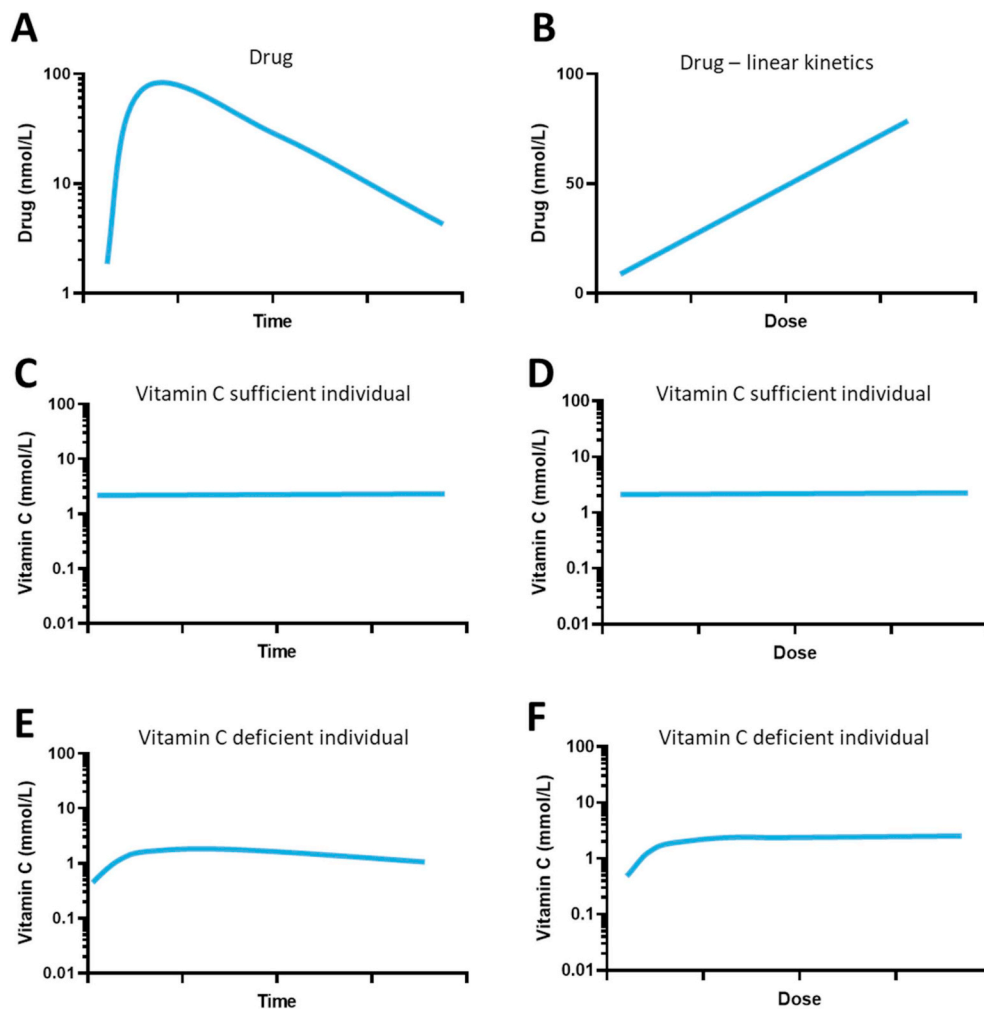 A
Drug
100
10
1
Drug (nmol/L)
Time
B
Drug – linear kinetics
100
50
0
Drug (nmol/L)
Dose
C
Vitamin C sufficient individual
100
10
1
0.1
0.01
Vitamin C (mmol/L)
Time
D
Vitamin C sufficient individual
100
10
1
0.1
0.01
Vitamin C (mmol/L)
Dose
E
Vitamin C deficient individual
100
10
1
0.1
0.01
Vitamin C (mmol/L)
Time
F
Vitamin C deficient individual
100
10
1
0.1
0.01
Vitamin C (mmol/L)
Dose